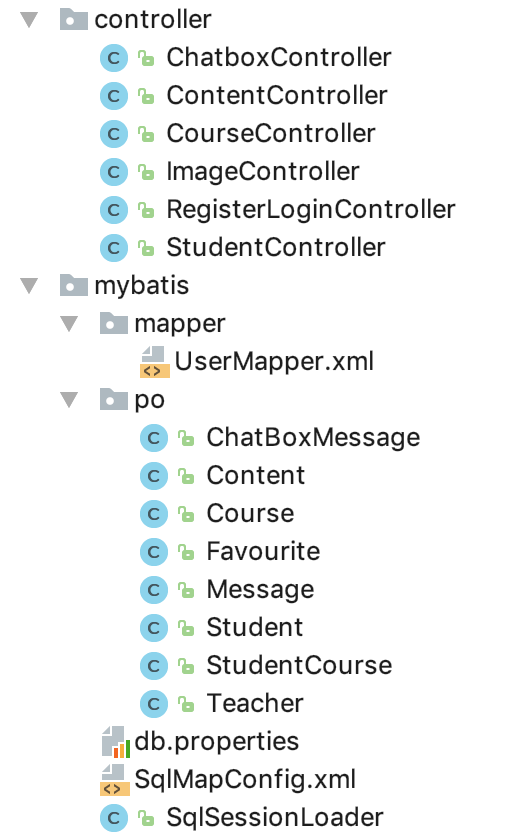 controller
C ChatboxController
C ContentController
C CourseController
C ImageController
C RegisterLoginController
C StudentController
mybatis
mapper
<> UserMapper.xml
po
C ChatBoxMessage
C Content
C Course
C Favourite
C Message
C Student
C StudentCourse
C Teacher
db.properties
<> SqlMapConfig.xml
C SqlSessionLoader